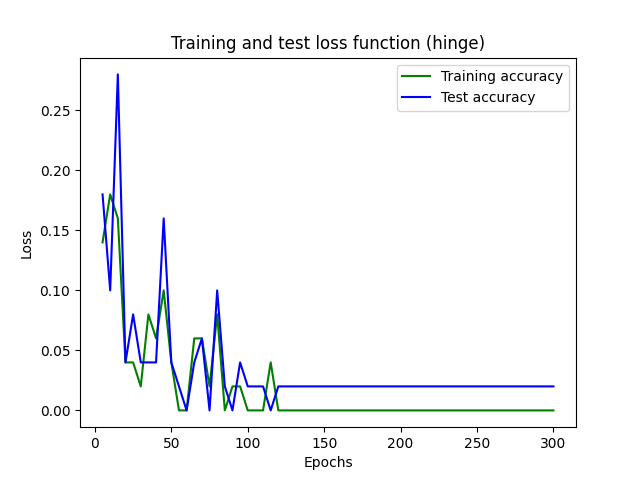 Training and test loss function (hinge)
Training accuracy
Test accuracy
0.25
0.20
0.15
0.10
0.05
0.00
Loss
0 50 100 150 200 250 300
Epochs